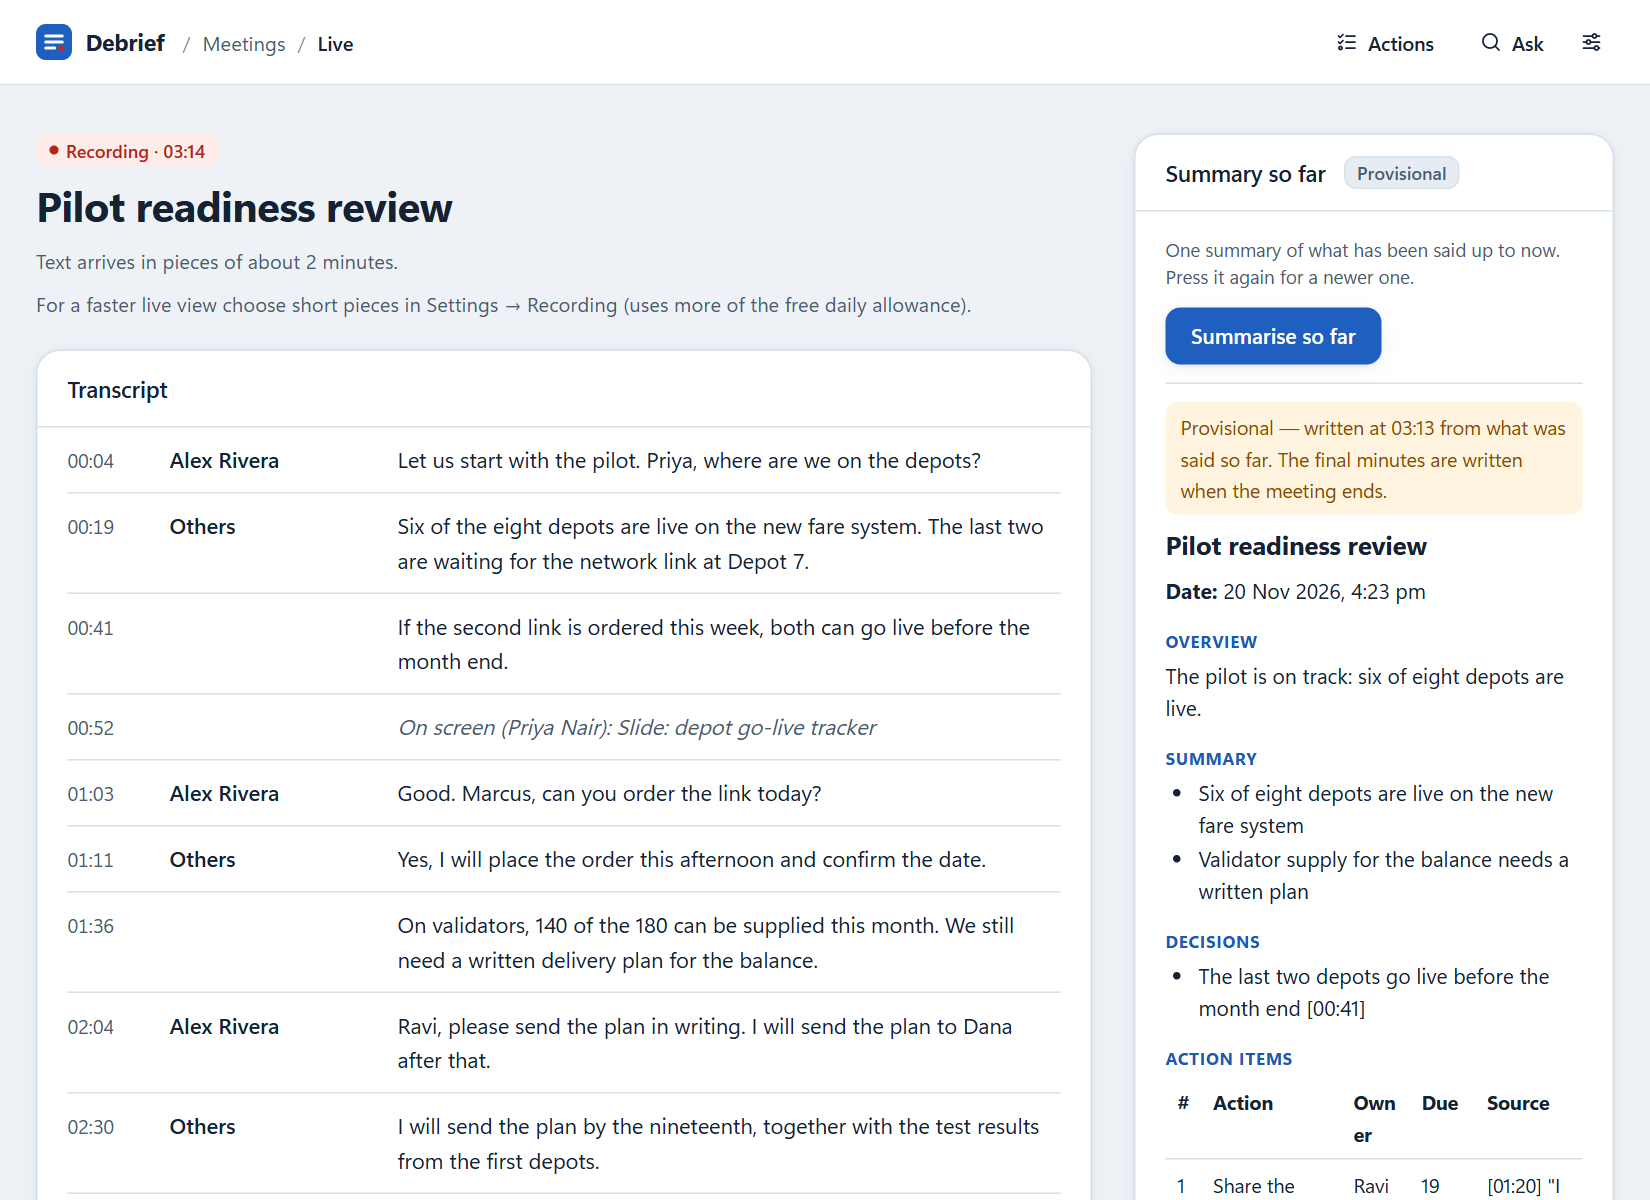 Debrief / Meetings / Live
Actions
Ask
Recording · 03:14
Pilot readiness review
Text arrives in pieces of about 2 minutes.
For a faster live view choose short pieces in Settings → Recording (uses more of the free daily allowance).
Transcript
00:04 Alex Rivera Let us start with the pilot. Priya, where are we on the depots?
00:19 Others Six of the eight depots are live on the new fare system. The last two
are waiting for the network link at Depot 7.
00:41 If the second link is ordered this week, both can go live before the
month end.
00:52 On screen (Priya Nair): Slide: depot go-live tracker
01:03 Alex Rivera Good. Marcus, can you order the link today?
01:11 Others Yes, I will place the order this afternoon and confirm the date.
01:36 On validators, 140 of the 180 can be supplied this month. We still
need a written delivery plan for the balance.
02:04 Alex Rivera Ravi, please send the plan in writing. I will send the plan to Dana
after that.
02:30 Others I will send the plan by the nineteenth, together with the test results
from the first depots.
Summary so far Provisional
One summary of what has been said up to now.
Press it again for a newer one.
Summarise so far
Provisional — written at 03:13 from what was
said so far. The final minutes are written
when the meeting ends.
Pilot readiness review
Date: 20 Nov 2026, 4:23 pm
OVERVIEW
The pilot is on track: six of eight depots are
live.
SUMMARY
• Six of eight depots are live on the new
fare system
• Validator supply for the balance needs a
written plan
DECISIONS
• The last two depots go live before the
month end [00:41]
ACTION ITEMS
# Action Own Due Source
er
1 Share the Ravi 19 [01:20] "I